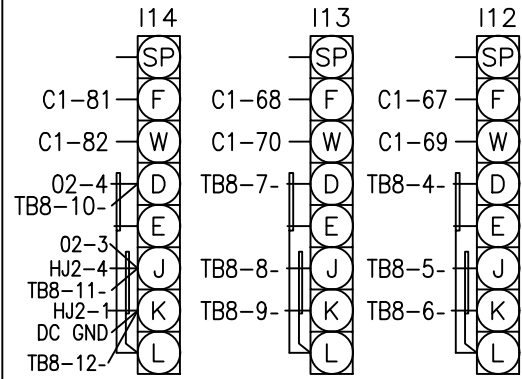 I14 I13 I12
SP SP SP
C1-81 F C1-68 F C1-67 F
C1-82 W C1-70 W C1-69 W
02-4 D TB8-7- D TB8-4- D
TB8-10-
E E E
02-3
HJ2-4 J TB8-8- J TB8-5- J
TB8-11-
HJ2-1 K TB8-9- K TB8-6- K
DC GND
TB8-12- L L L